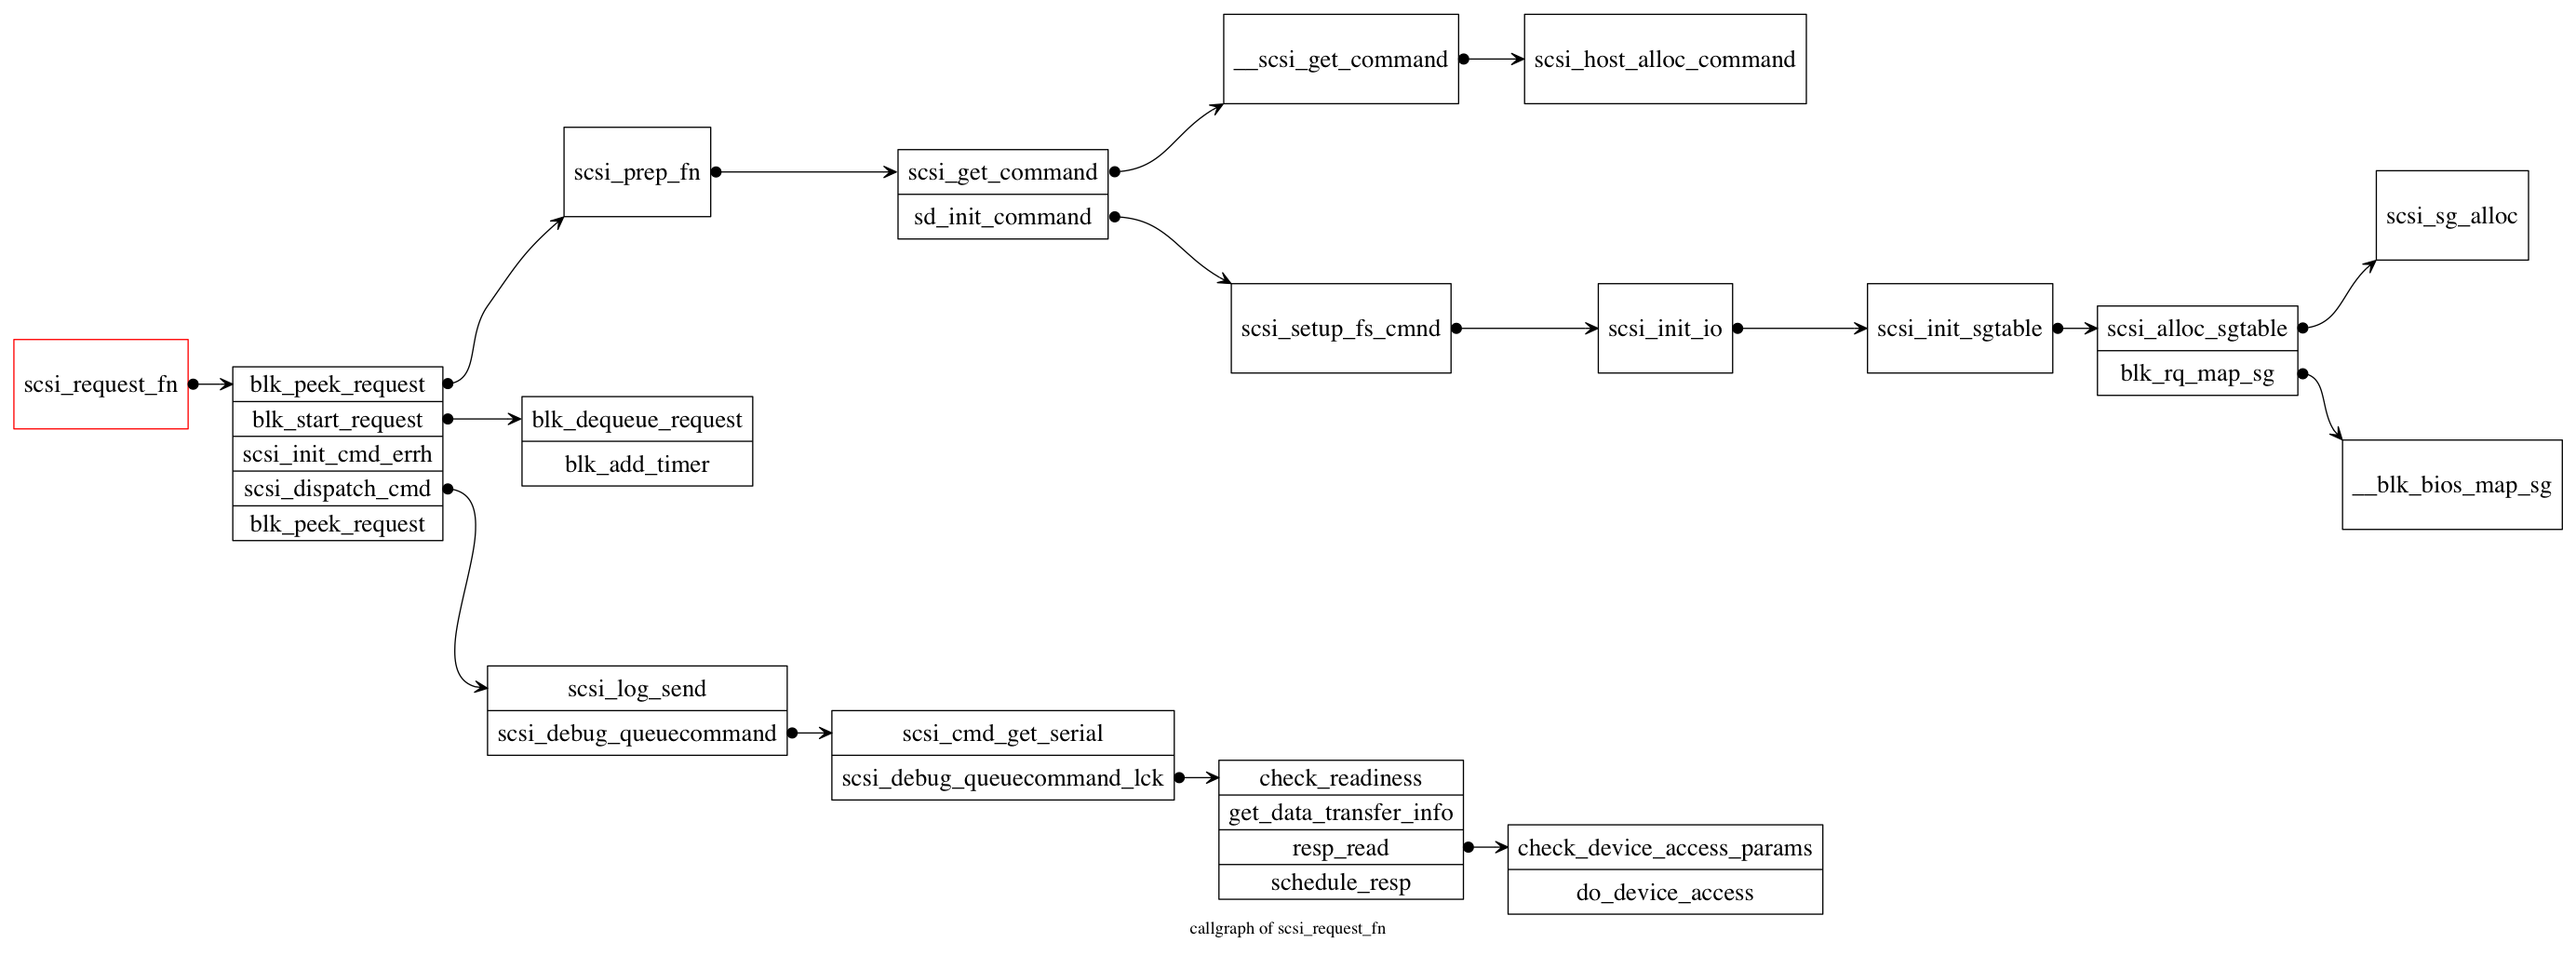 __scsi_get_command
scsi_host_alloc_command
scsi_prep_fn
scsi_get_command
sd_init_command
scsi_sg_alloc
scsi_setup_fs_cmnd
scsi_init_io
scsi_init_sgtable
scsi_alloc_sgtable
blk_rq_map_sg
__blk_bios_map_sg
scsi_request_fn
blk_peek_request
blk_start_request
scsi_init_cmd_errh
scsi_dispatch_cmd
blk_peek_request
blk_dequeue_request
blk_add_timer
scsi_log_send
scsi_debug_queuecommand
scsi_cmd_get_serial
scsi_debug_queuecommand_lck
check_readiness
get_data_transfer_info
resp_read
schedule_resp
check_device_access_params
do_device_access
callgraph of scsi_request_fn